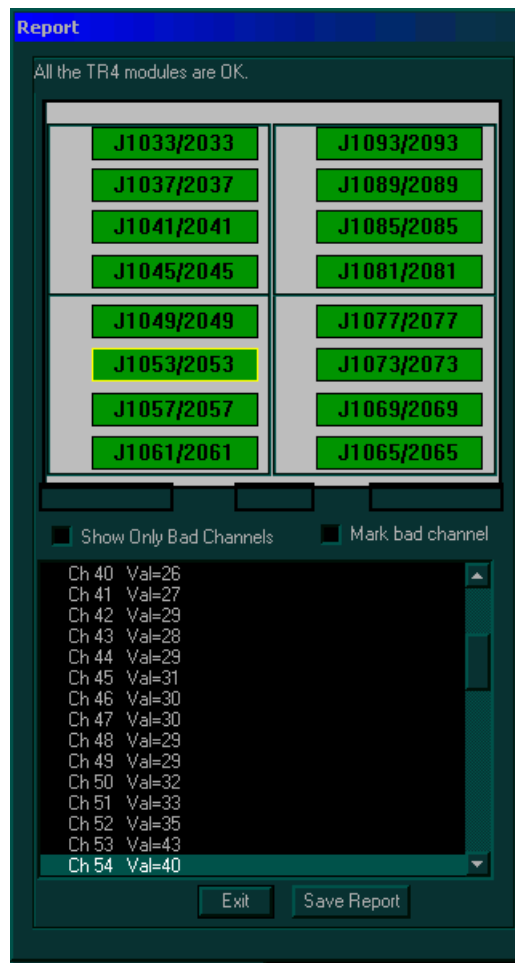 Report
All the TR4 modules are OK.
J1033/2033 J1093/2093
J1037/2037 J1089/2089
J1041/2041 J1085/2085
J1045/2045 J1081/2081
J1049/2049 J1077/2077
J1053/2053 J1073/2073
J1057/2057 J1069/2069
J1061/2061 J1065/2065
Show Only Bad Channels Mark bad channel
Ch 40 Val=26
Ch 41 Val=27
Ch 42 Val=29
Ch 43 Val=28
Ch 44 Val=29
Ch 45 Val=31
Ch 46 Val=30
Ch 47 Val=30
Ch 48 Val=29
Ch 49 Val=29
Ch 50 Val=32
Ch 51 Val=33
Ch 52 Val=35
Ch 53 Val=43
Ch 54 Val=40
Exit Save Report